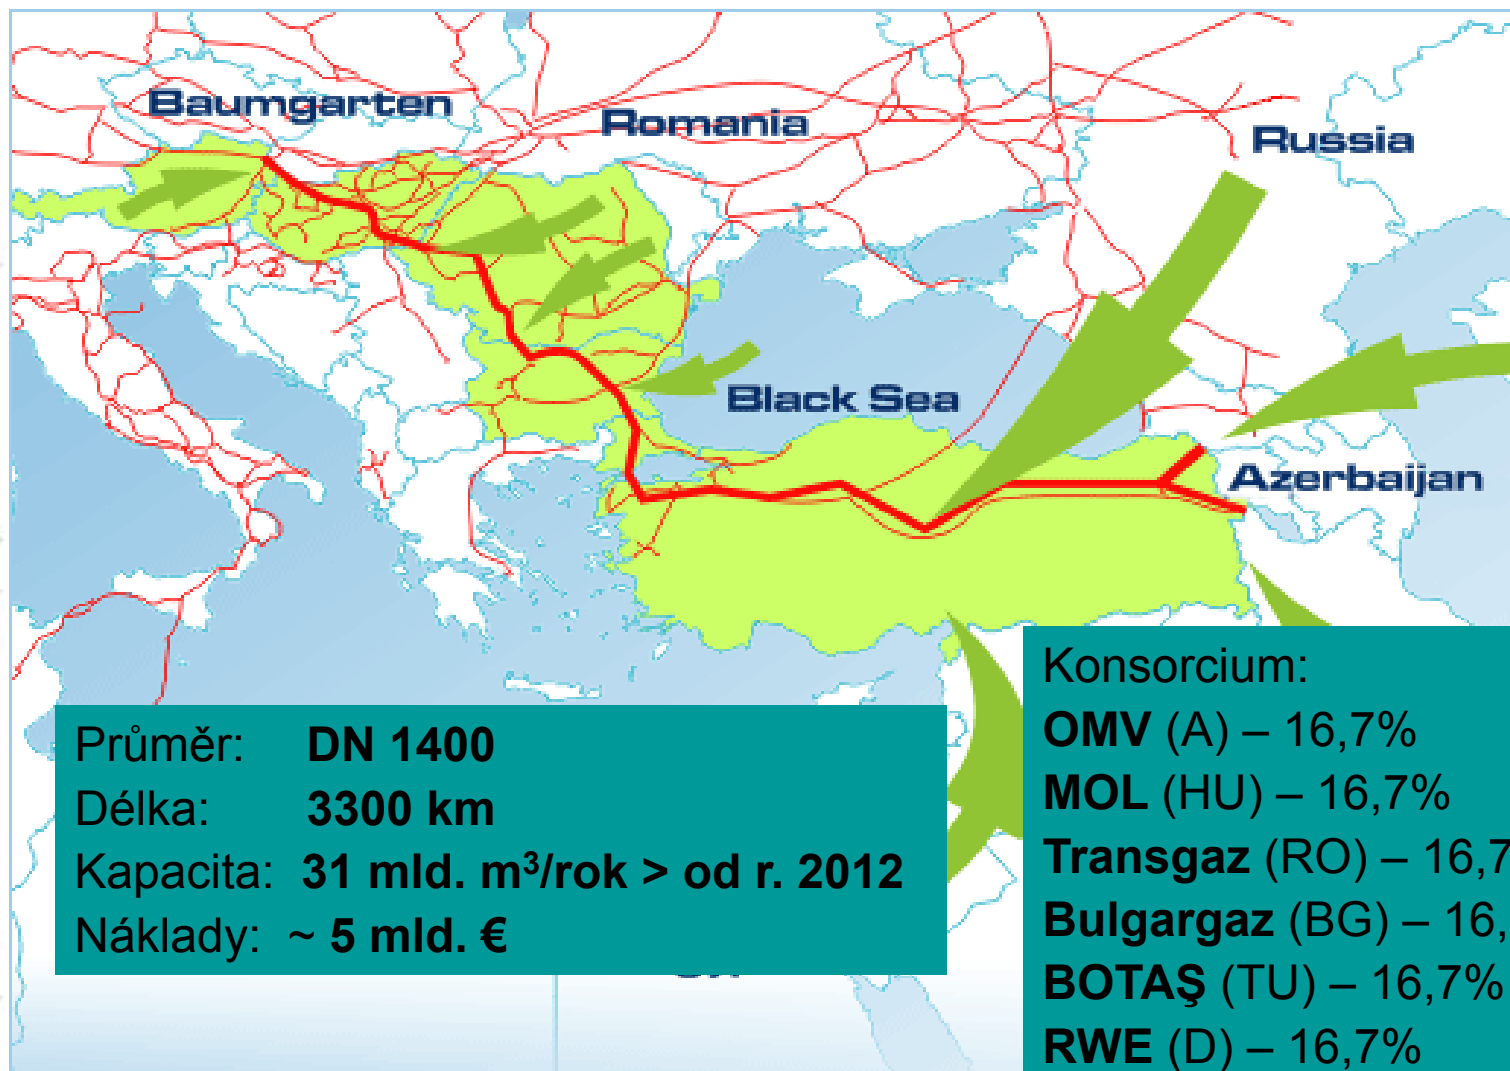 Baumgarten
Romania
Russia
Black Sea
Azerbaijan
Průměr: DN 1400
Délka: 3300 km
Kapacita: 31 mld. m³/rok > od r. 2012
Náklady: ~ 5 mld. €
Konsorcium:
OMV (A) – 16,7%
MOL (HU) – 16,7%
Transgaz (RO) – 16,7
Bulgargaz (BG) – 16,
BOTAŞ (TU) – 16,7%
RWE (D) – 16,7%